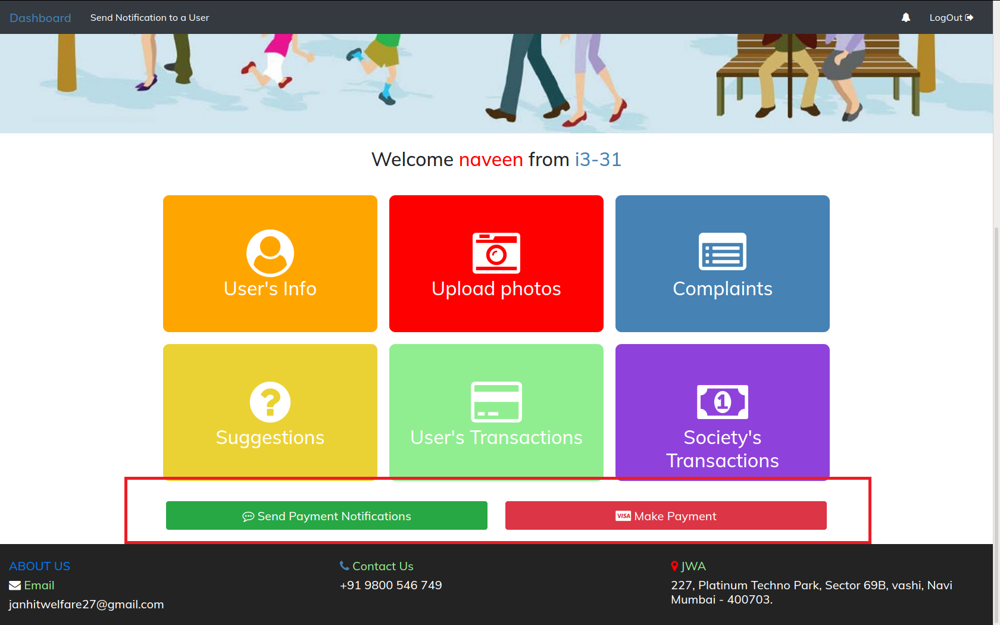 Dashboard
Send Notification to a User
LogOut
Welcome naveen from i3-31
User's Info
Upload photos
Complaints
Suggestions
User's Transactions
1
Society's
Transactions
Send Payment Notifications
VISA Make Payment
ABOUT US
Email
janhitwelfare27@gmail.com
Contact Us
+91 9800 546 749
JWA
227, Platinum Techno Park, Sector 69B, vashi, Navi
Mumbai - 400703.